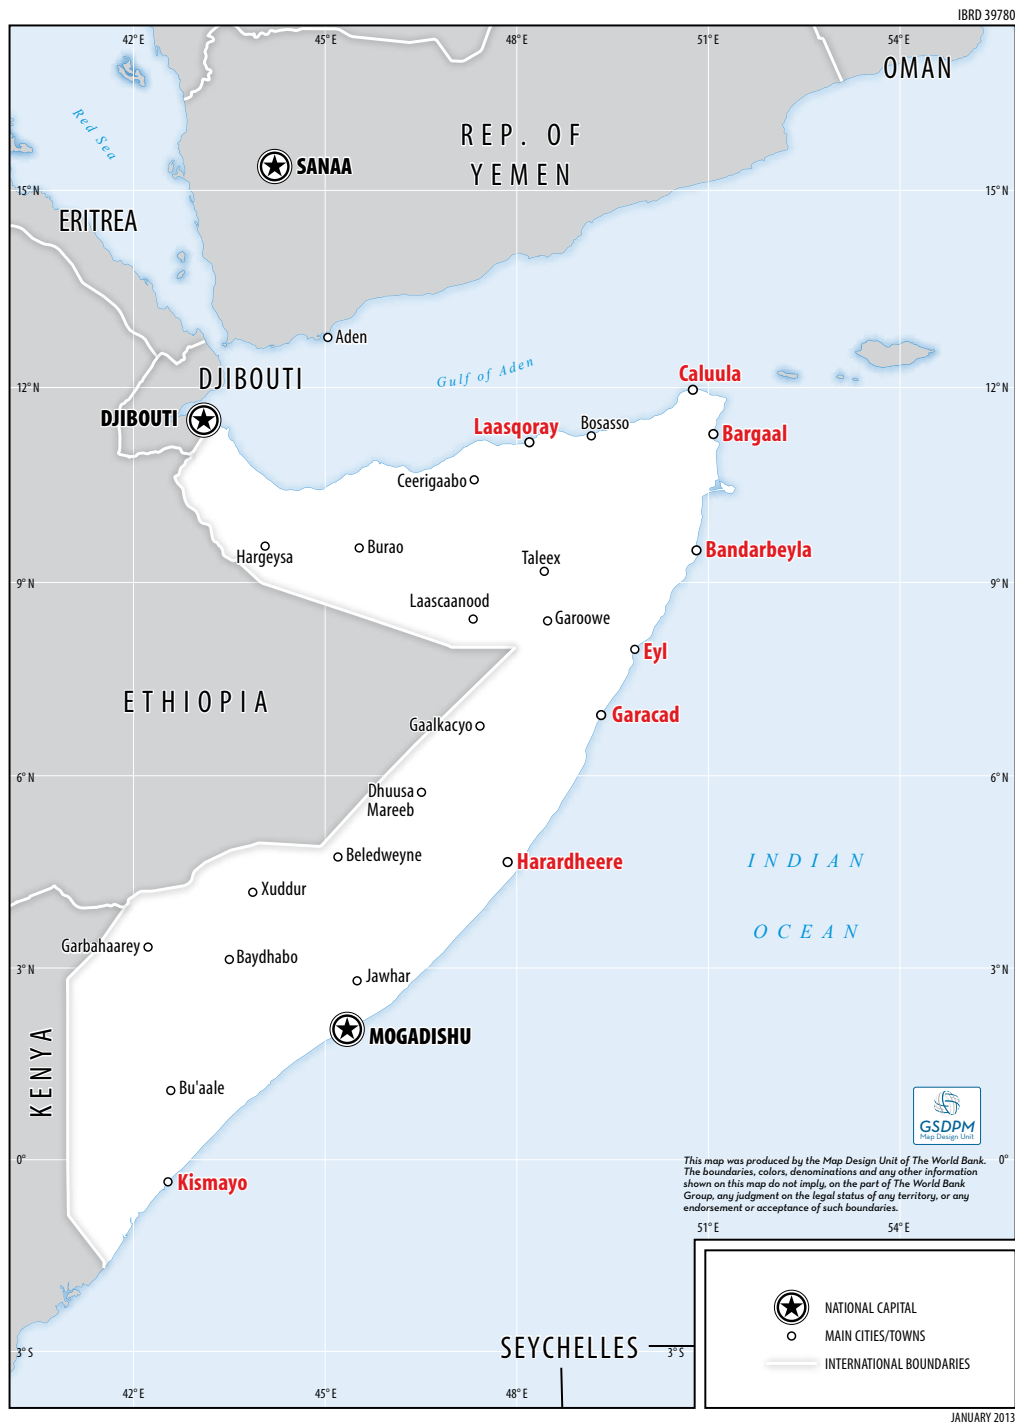 IBRD 39780
42°E
45°E
48°E
51°E
54°E
OMAN
Red Sea
REP. OF
YEMEN
SANAA
15°N
15°N
ERITREA
Aden
Gulf of Aden
DJIBOUTI
12°N
12°N
Caluula
DJIBOUTI
Laasqoray
Bosasso
Bargaal
Ceerigaabo
Hargeysa
Burao
Taleex
Bandarbeyla
9°N
9°N
Laascaanood
Garoowe
Eyl
ETHIOPIA
Gaalkacyo
Garacad
6°N
6°N
Dhuusa
Mareeb
Beledweyne
Harardheere
INDIAN
OCEAN
Xuddur
Garbahaarey
Baydhabo
3°N
3°N
Jawhar
MOGADISHU
KENYA
Bu'aale
GSDPM
Map Design Unit
0°
0°
Kismayo
This map was produced by the Map Design Unit of The World Bank.
The boundaries, colors, denominations and any other information
shown on this map do not imply, on the part of The World Bank
Group, any judgment on the legal status of any territory, or any
endorsement or acceptance of such boundaries.
51°E
54°E
NATIONAL CAPITAL
MAIN CITIES/TOWNS
INTERNATIONAL BOUNDARIES
SEYCHELLES
3°S
3°S
42°E
45°E
48°E
JANUARY 2013